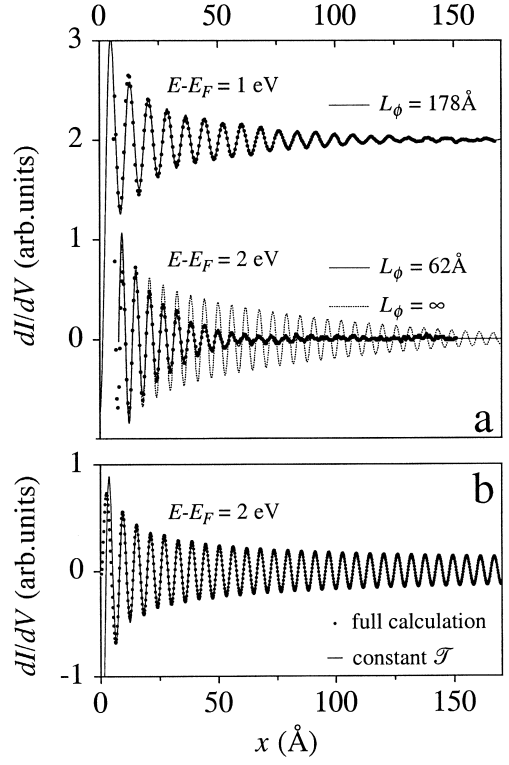 0 50 100 150
3
E-E_F = 1 eV
L_ϕ = 178Å
2
dI/dV (arb.units)
1
E-E_F = 2 eV
L_ϕ = 62Å
L_ϕ = ∞
0
a
1
b
E-E_F = 2 eV
dI/dV (arb.units)
0
full calculation
constant 𝒯
-1
0 50 100 150
x (Å)